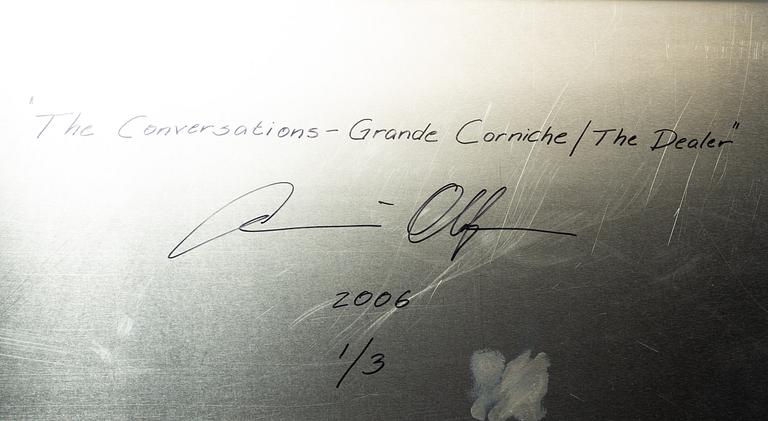 "The Conversations - Grande Corniche/The Dealer"
2006
1/3